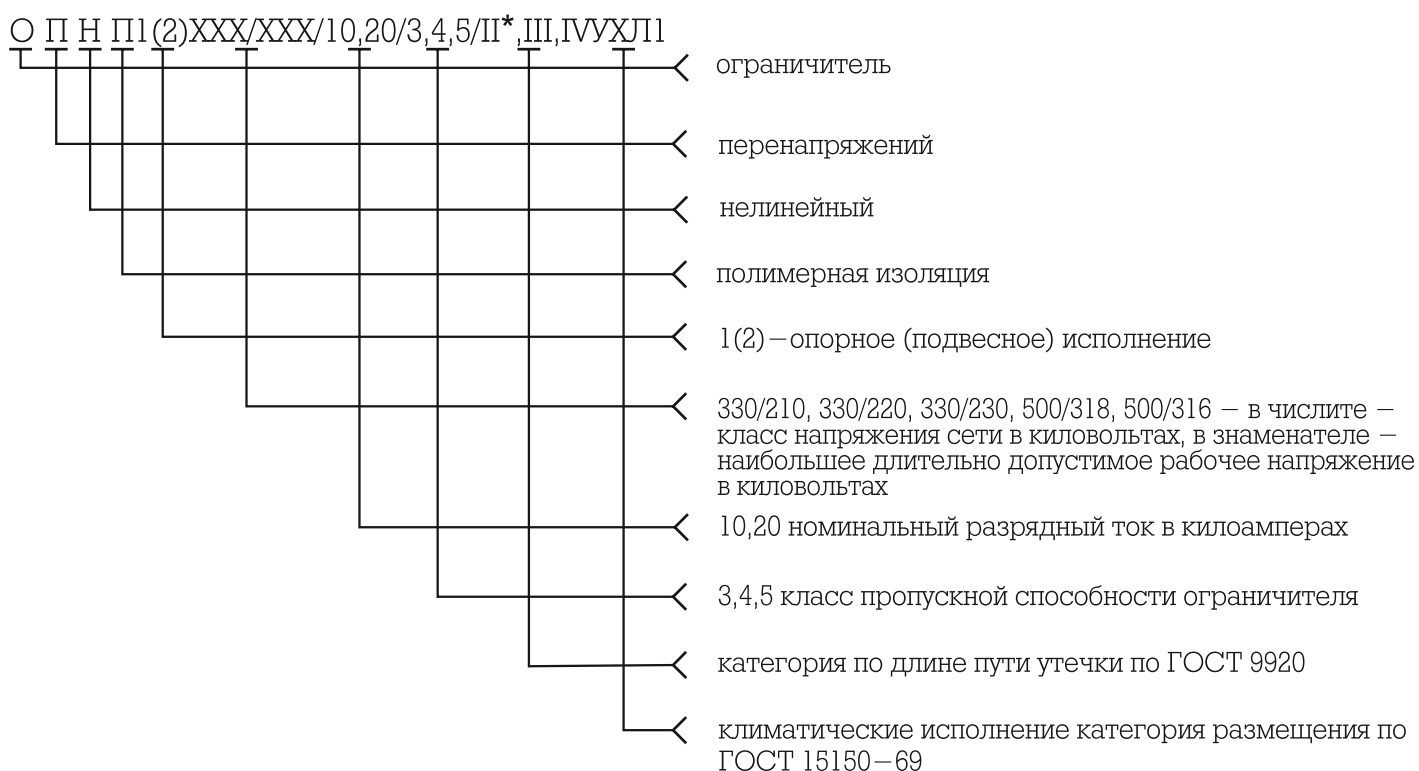 О П Н П1(2)ХХХ/ХХХ/10,20/3,4,5/II*,III,IVУХЛ1
ограничитель
перенапряжений
нелинейный
полимерная изоляция
1(2)—опорное (подвесное) исполнение
330/210, 330/220, 330/230, 500/318, 500/316 — в числите —
класс напряжения сети в киловольтах, в знаменателе —
наибольшее длительно допустимое рабочее напряжение
в киловольтах
10,20 номинальный разрядный ток в килоамперах
3,4,5 класс пропускной способности ограничителя
категория по длине пути утечки по ГОСТ 9920
климатические исполнение категория размещения по
ГОСТ 15150—69